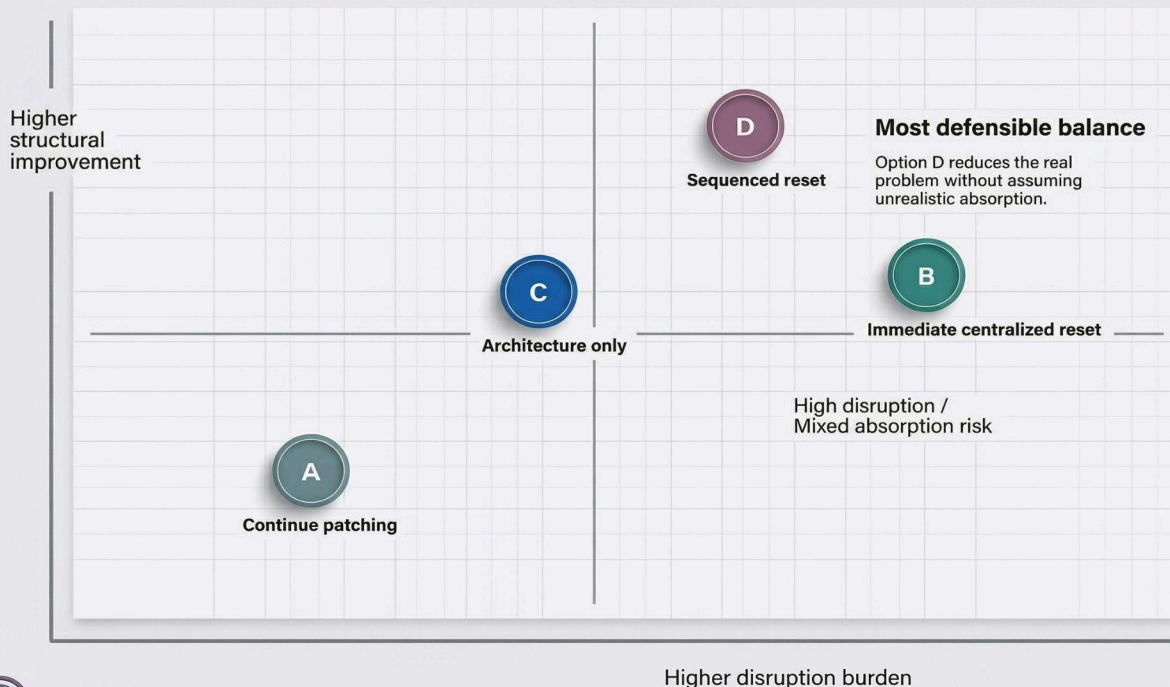 Higher
structural
improvement
D
Sequenced reset
Most defensible balance
Option D reduces the real
problem without assuming
unrealistic absorption.
C
Architecture only
B
Immediate centralized reset
High disruption /
Mixed absorption risk
A
Continue patching
Higher disruption burden